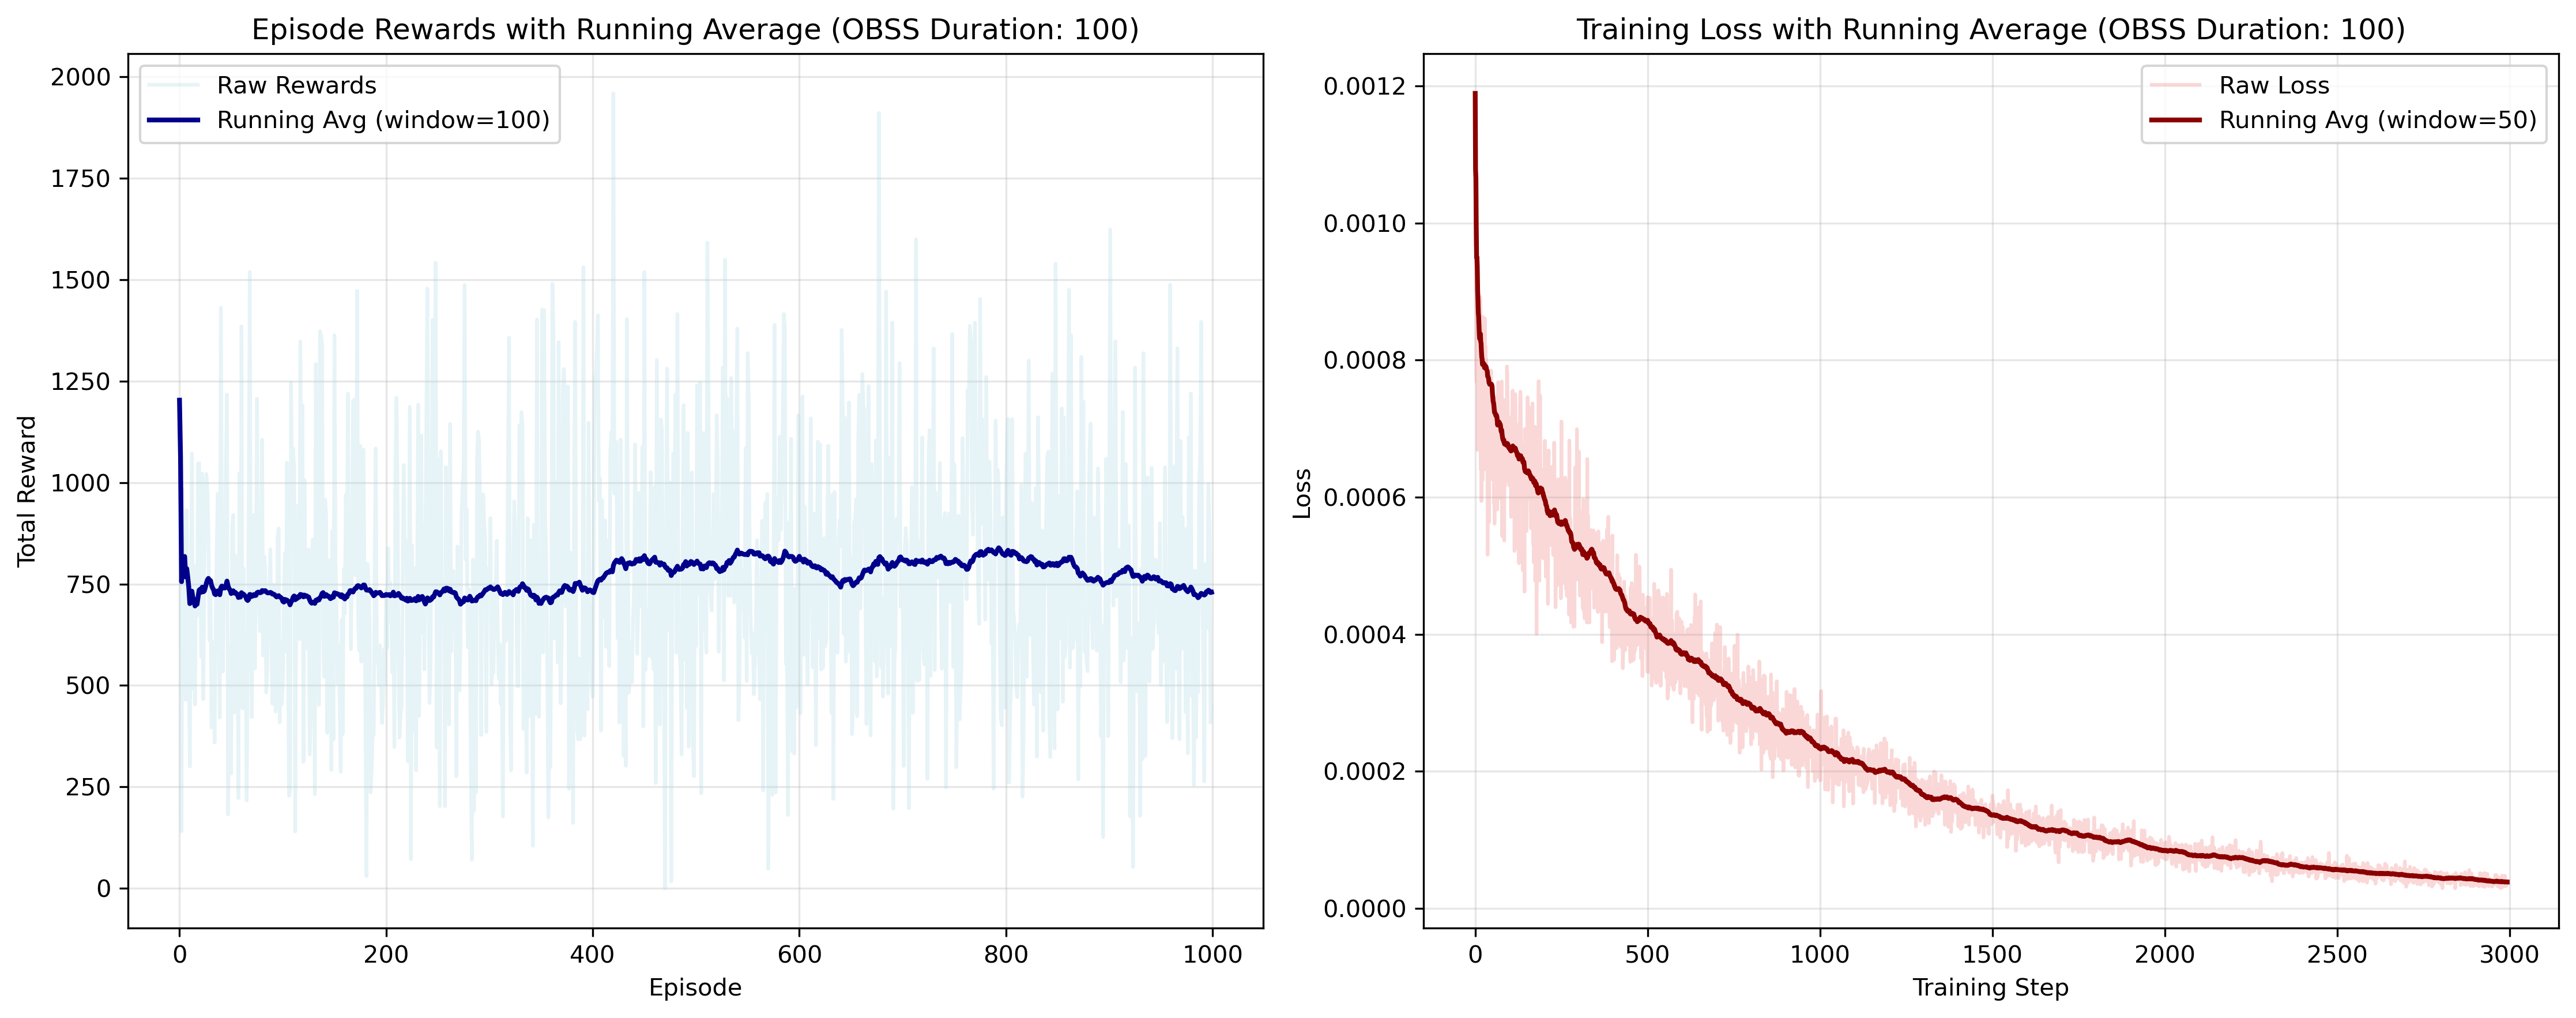 Episode Rewards with Running Average (OBSS Duration: 100)
Raw Rewards
Running Avg (window=100)
Total Reward
2000
1750
1500
1250
1000
750
500
250
0
0
200
400
600
800
1000
Episode
Training Loss with Running Average (OBSS Duration: 100)
Raw Loss
Running Avg (window=50)
Loss
0.0012
0.0010
0.0008
0.0006
0.0004
0.0002
0.0000
0
500
1000
1500
2000
2500
3000
Training Step